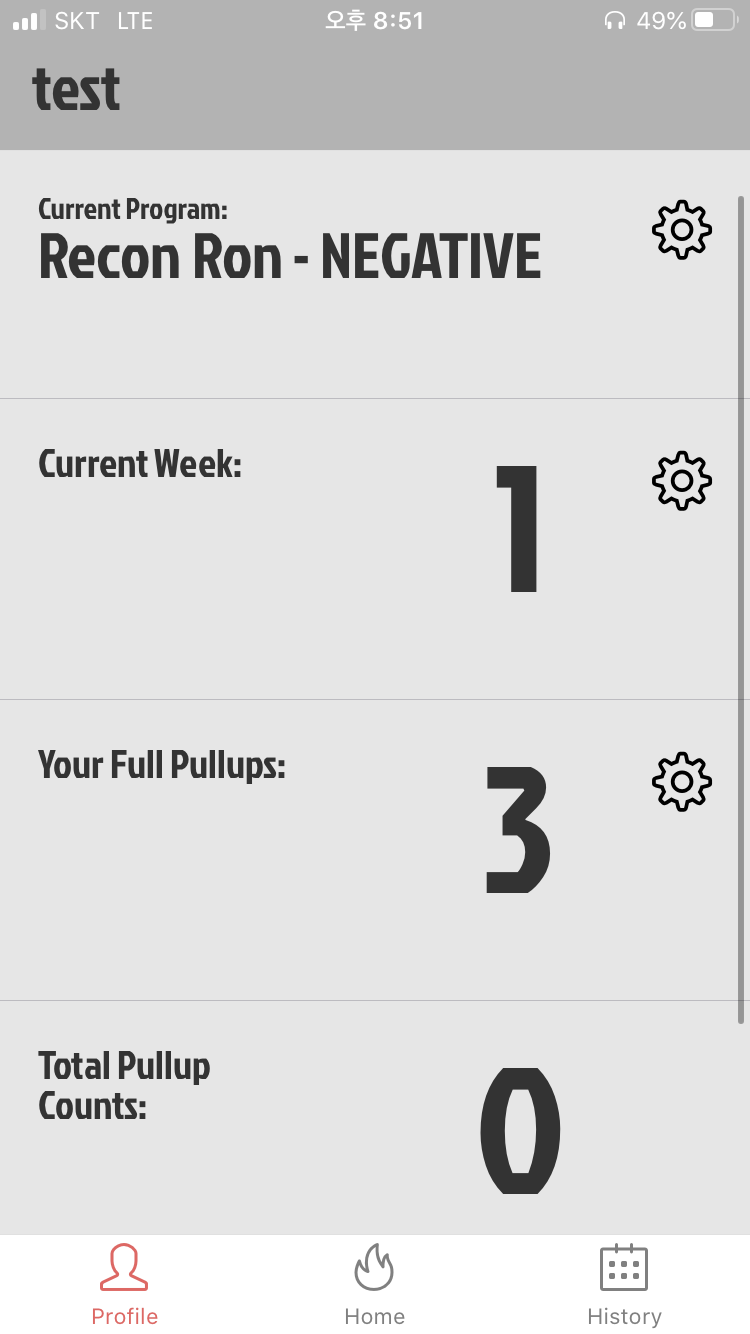 SKT LTE 오후 8:51 49%
test
Current Program:
Recon Ron - NEGATIVE
Current Week:
1
Your Full Pullups:
3
Total Pullup
Counts:
0
Profile Home History